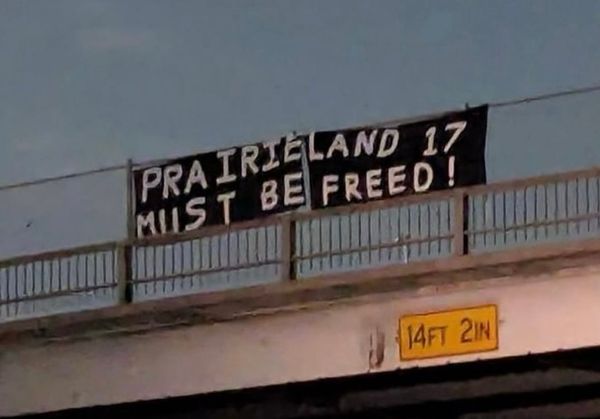 PRAIRIELAND 17
MUST BE FREED!
14FT 2IN